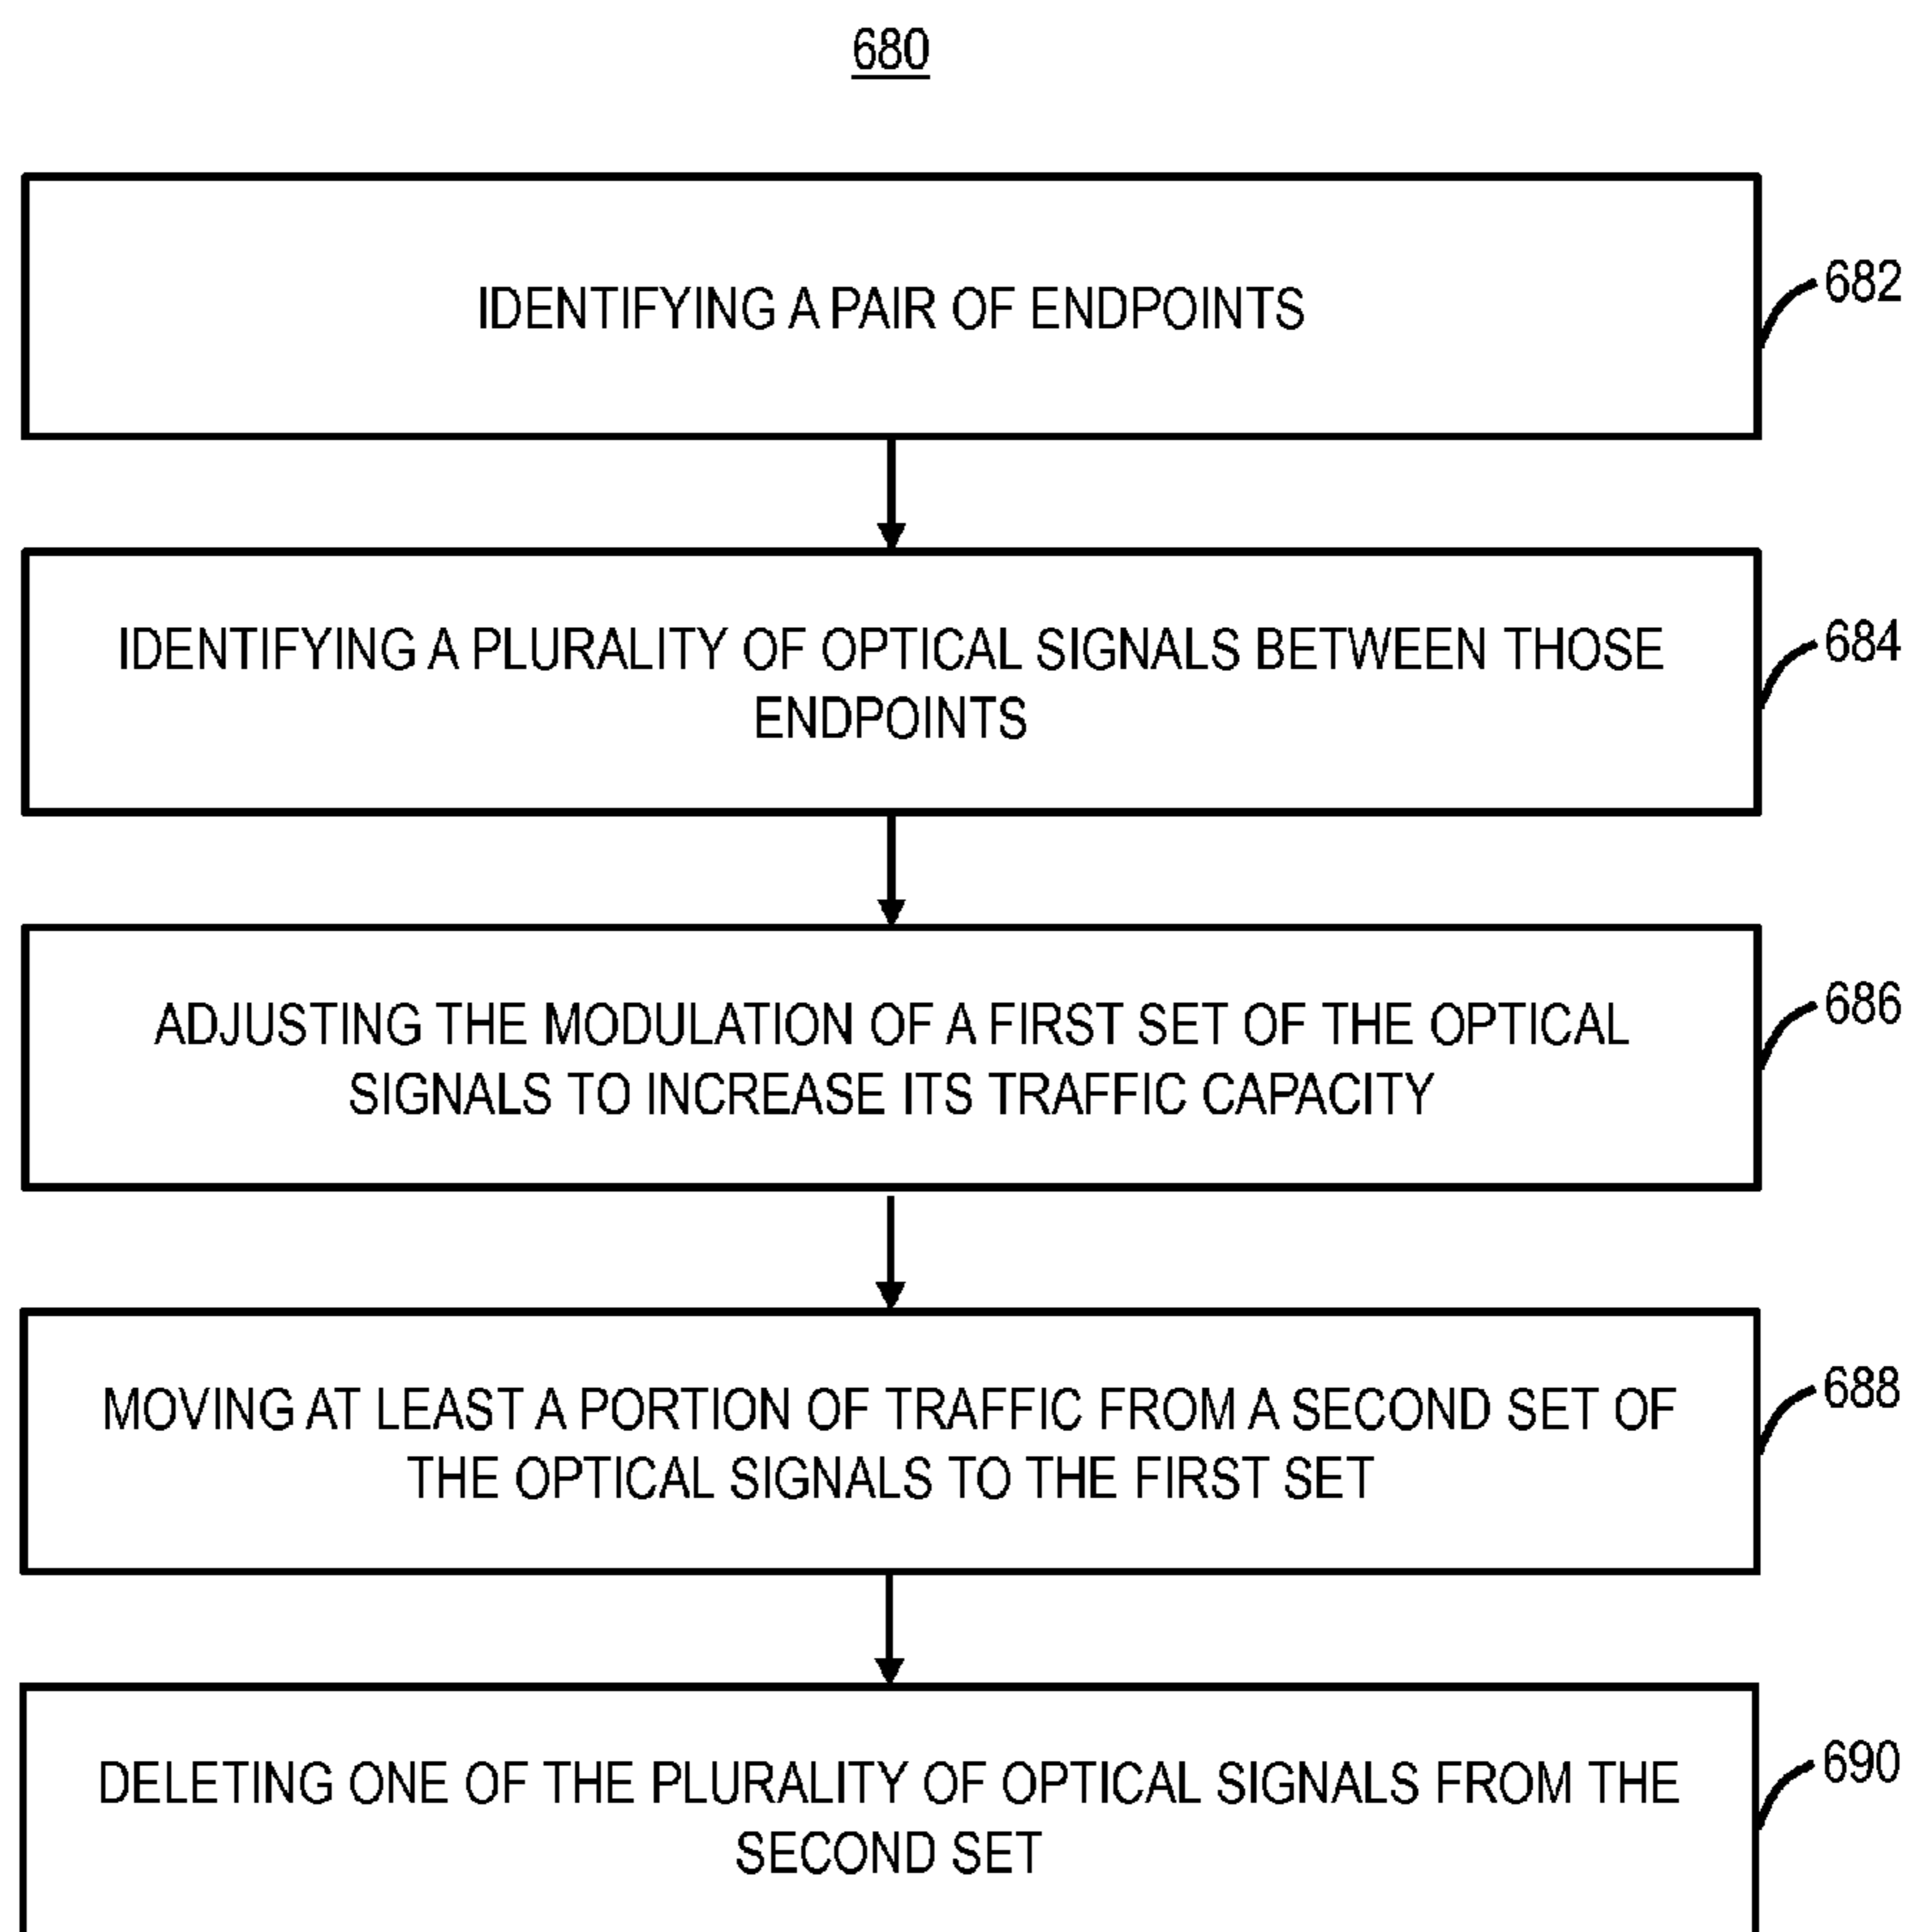 680
IDENTIFYING A PAIR OF ENDPOINTS
682
IDENTIFYING A PLURALITY OF OPTICAL SIGNALS BETWEEN THOSE
ENDPOINTS
684
ADJUSTING THE MODULATION OF A FIRST SET OF THE OPTICAL
SIGNALS TO INCREASE ITS TRAFFIC CAPACITY
686
MOVING AT LEAST A PORTION OF TRAFFIC FROM A SECOND SET OF
THE OPTICAL SIGNALS TO THE FIRST SET
688
DELETING ONE OF THE PLURALITY OF OPTICAL SIGNALS FROM THE
SECOND SET
690